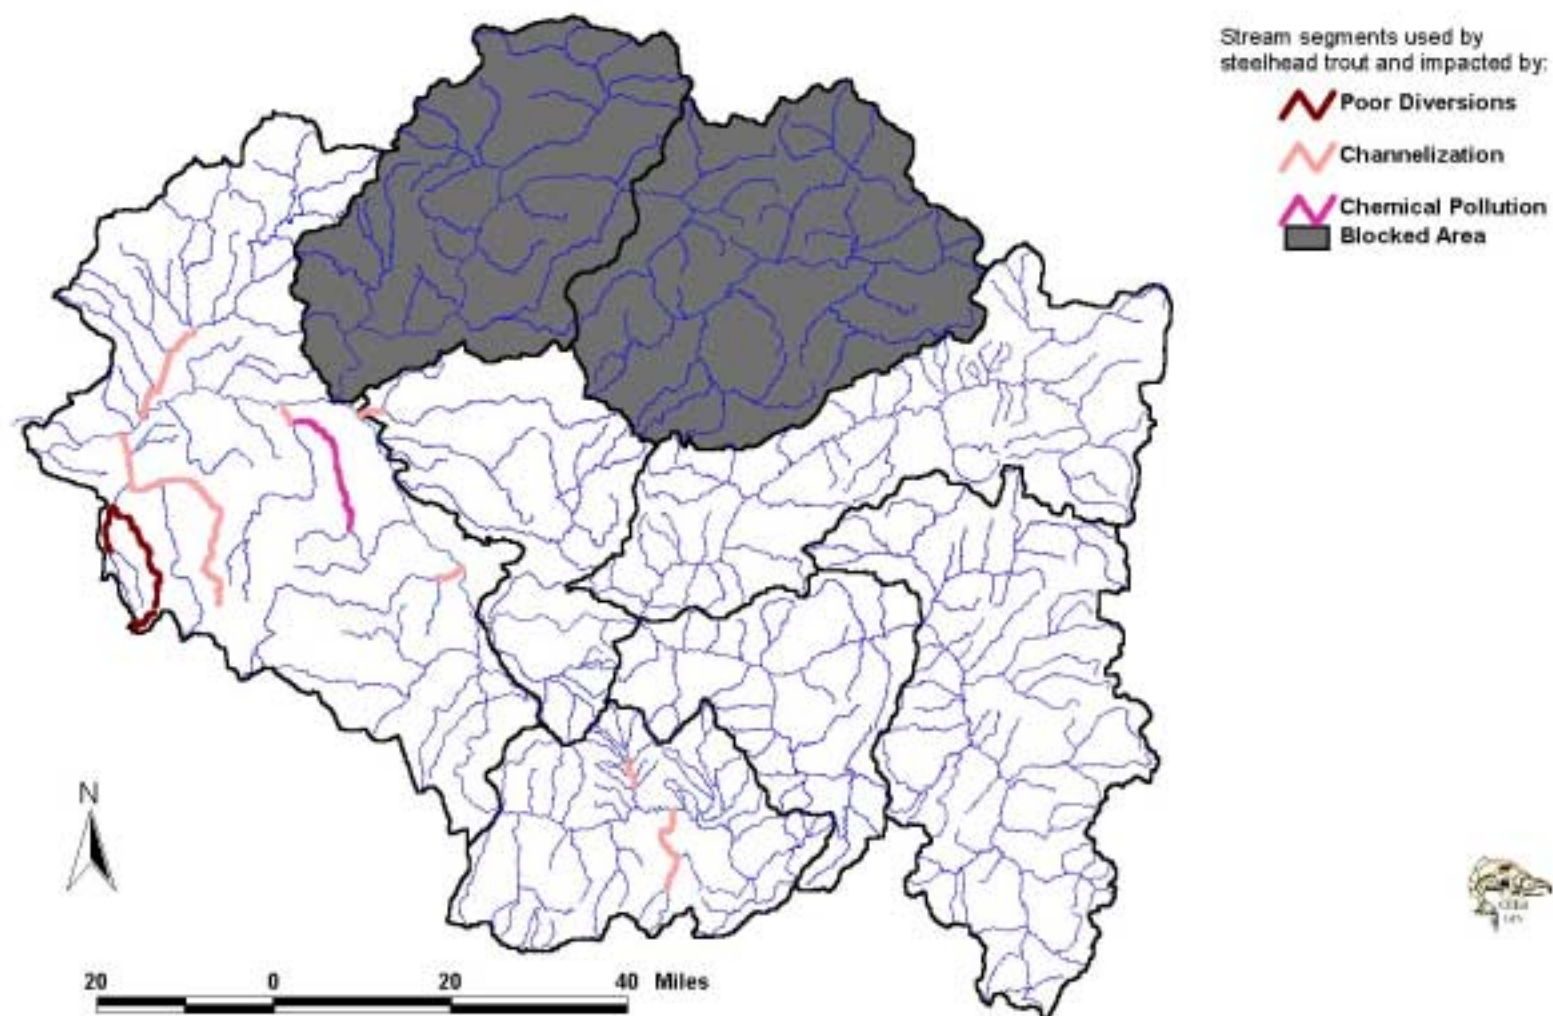 Stream segments used by
steelhead trout and impacted by:
Poor Diversions
Channelization
Chemical Pollution
Blocked Area
N
20 0 20 40 Miles